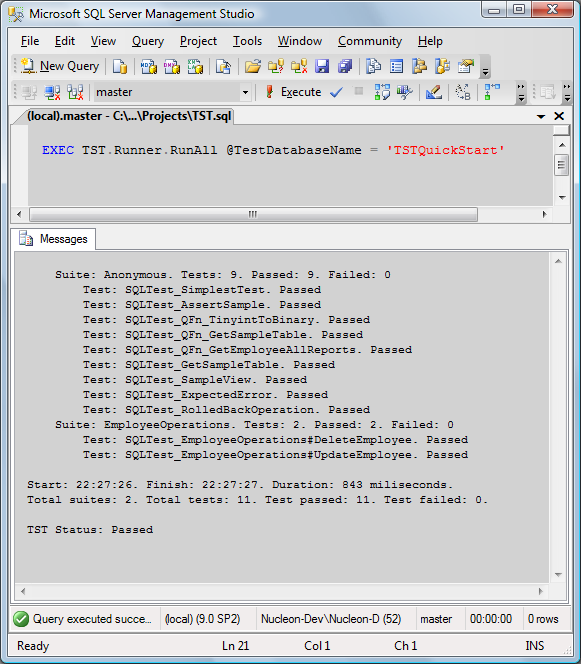 Microsoft SQL Server Management Studio
File Edit View Query Project Tools Window Community Help
New Query
master Execute
(local).master - C:\...\Projects\TST.sql
EXEC TST.Runner.RunAll @TestDatabaseName = 'TSTQuickStart'
Messages
Suite: Anonymous. Tests: 9. Passed: 9. Failed: 0
Test: SQLTest_SimplestTest. Passed
Test: SQLTest_AssertSample. Passed
Test: SQLTest_QFn_TinyintToBinary. Passed
Test: SQLTest_QFn_GetSampleTable. Passed
Test: SQLTest_QFn_GetEmployeeAllReports. Passed
Test: SQLTest_GetSampleTable. Passed
Test: SQLTest_SampleView. Passed
Test: SQLTest_ExpectedError. Passed
Test: SQLTest_RolledBackOperation. Passed
Suite: EmployeeOperations. Tests: 2. Passed: 2. Failed: 0
Test: SQLTest_EmployeeOperations#DeleteEmployee. Passed
Test: SQLTest_EmployeeOperations#UpdateEmployee. Passed
Start: 22:27:26. Finish: 22:27:27. Duration: 843 miliseconds.
Total suites: 2. Total tests: 11. Test passed: 11. Test failed: 0.
TST Status: Passed
Query executed succe... (local) (9.0 SP2) Nucleon-Dev\Nucleon-D (52) master 00:00:00 0 rows
Ready Ln 21 Col 1 Ch 1 INS